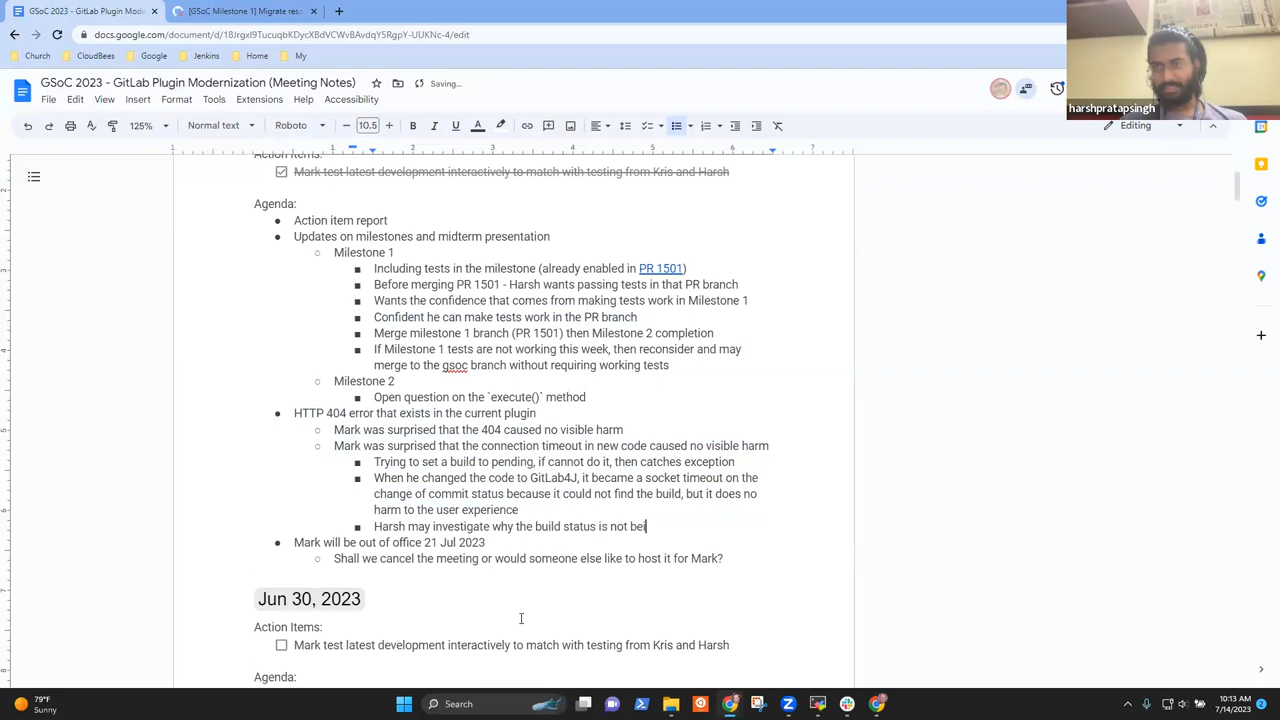 GSoC 2023 - GitLab Plugin Moder
[GSoC Milestone 1] Migrate res
docs.google.com/document/d/18JrgxI9TucuqbKDycXBdVCWvBAvdqY5RgpY-UUKNc-4/edit
Church CloudBees Google Jenkins Home My
harshpratapsingh
GSoC 2023 - GitLab Plugin Modernization (Meeting Notes)
Saving...
File Edit View Insert Format Tools Extensions Help Accessibility
125% Normal text Roboto 10.5 Editing
1 1 2 3 4 5 6 7
Action Items:
Mark test latest development interactively to match with testing from Kris and Harsh
Agenda:
Action item report
Updates on milestones and midterm presentation
Milestone 1
Including tests in the milestone (already enabled in PR 1501)
Before merging PR 1501 - Harsh wants passing tests in that PR branch
Wants the confidence that comes from making tests work in Milestone 1
Confident he can make tests work in the PR branch
Merge milestone 1 branch (PR 1501) then Milestone 2 completion
If Milestone 1 tests are not working this week, then reconsider and may
merge to the gsoc branch without requiring working tests
Milestone 2
Open question on the `execute()` method
HTTP 404 error that exists in the current plugin
Mark was surprised that the 404 caused no visible harm
Mark was surprised that the connection timeout in new code caused no visible harm
Trying to set a build to pending, if cannot do it, then catches exception
When he changed the code to GitLab4J, it became a socket timeout on the
change of commit status because it could not find the build, but it does no
harm to the user experience
Harsh may investigate why the build status is not bei
Mark will be out of office 21 Jul 2023
Shall we cancel the meeting or would someone else like to host it for Mark?
Jun 30, 2023
Action Items:
Mark test latest development interactively to match with testing from Kris and Harsh
Agenda:
79°F
Sunny
Search
10:13 AM
7/14/2023